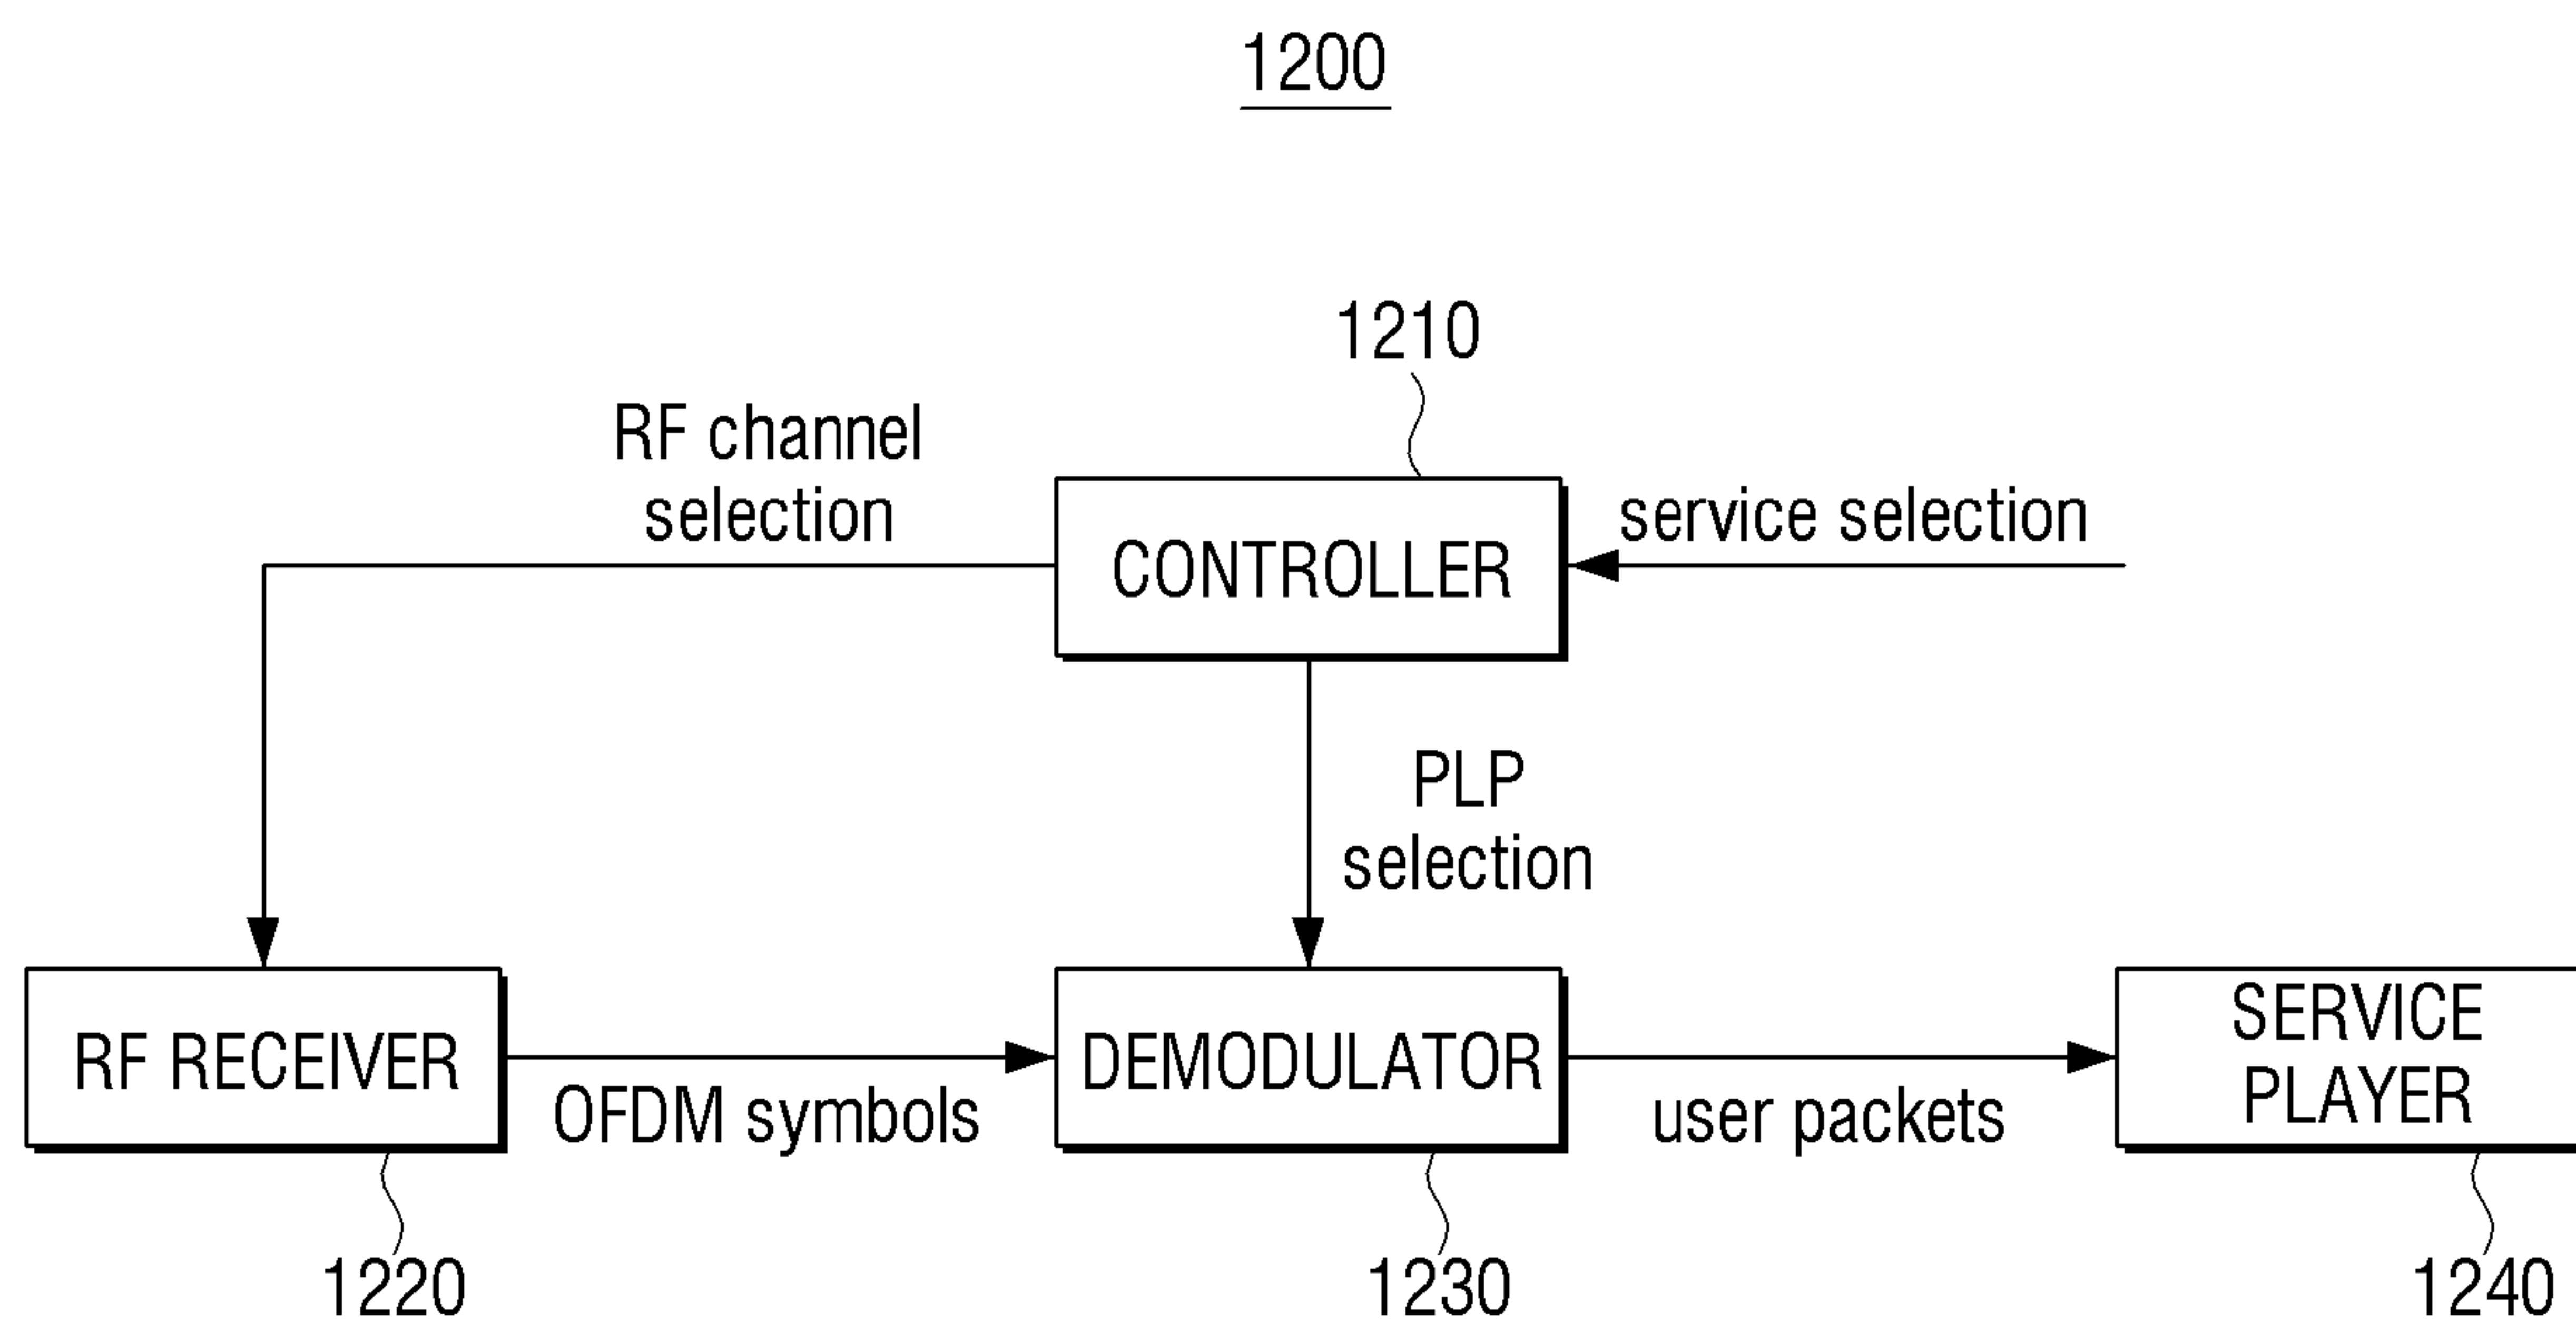 1200
1210
RF channel
selection
CONTROLLER
service selection
PLP
selection
RF RECEIVER
OFDM symbols
DEMODULATOR
user packets
SERVICE
PLAYER
1220
1230
1240